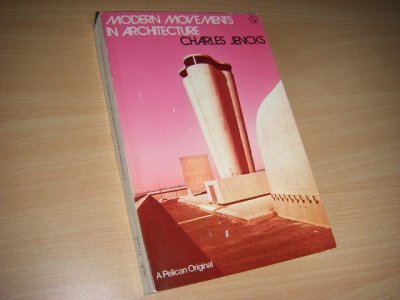 MODERN MOVEMENTS
IN ARCHITECTURE
CHARLES JENCKS
A Pelican Original